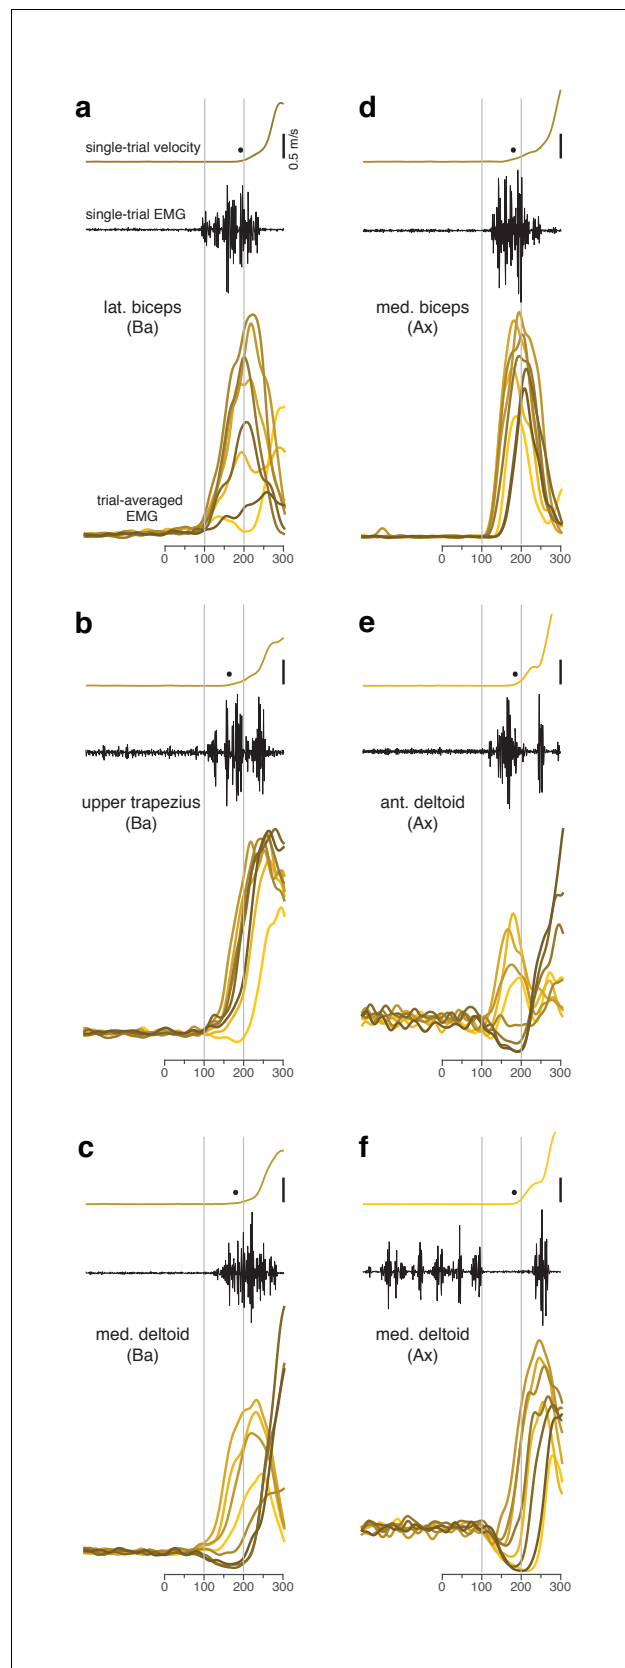 a
single-trial velocity
0.5 m/s
single-trial EMG
lat. biceps
(Ba)
trial-averaged
EMG
0 100 200 300
d
med. biceps
(Ax)
0 100 200 300
b
upper trapezius
(Ba)
0 100 200 300
e
ant. deltoid
(Ax)
0 100 200 300
c
med. deltoid
(Ba)
0 100 200 300
f
med. deltoid
(Ax)
0 100 200 300